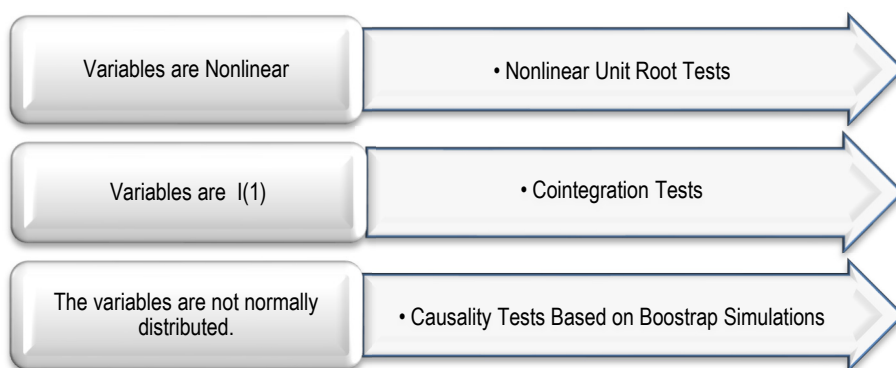 Variables are Nonlinear
• Nonlinear Unit Root Tests
Variables are I(1)
• Cointegration Tests
The variables are not normally
distributed.
• Causality Tests Based on Boostrap Simulations